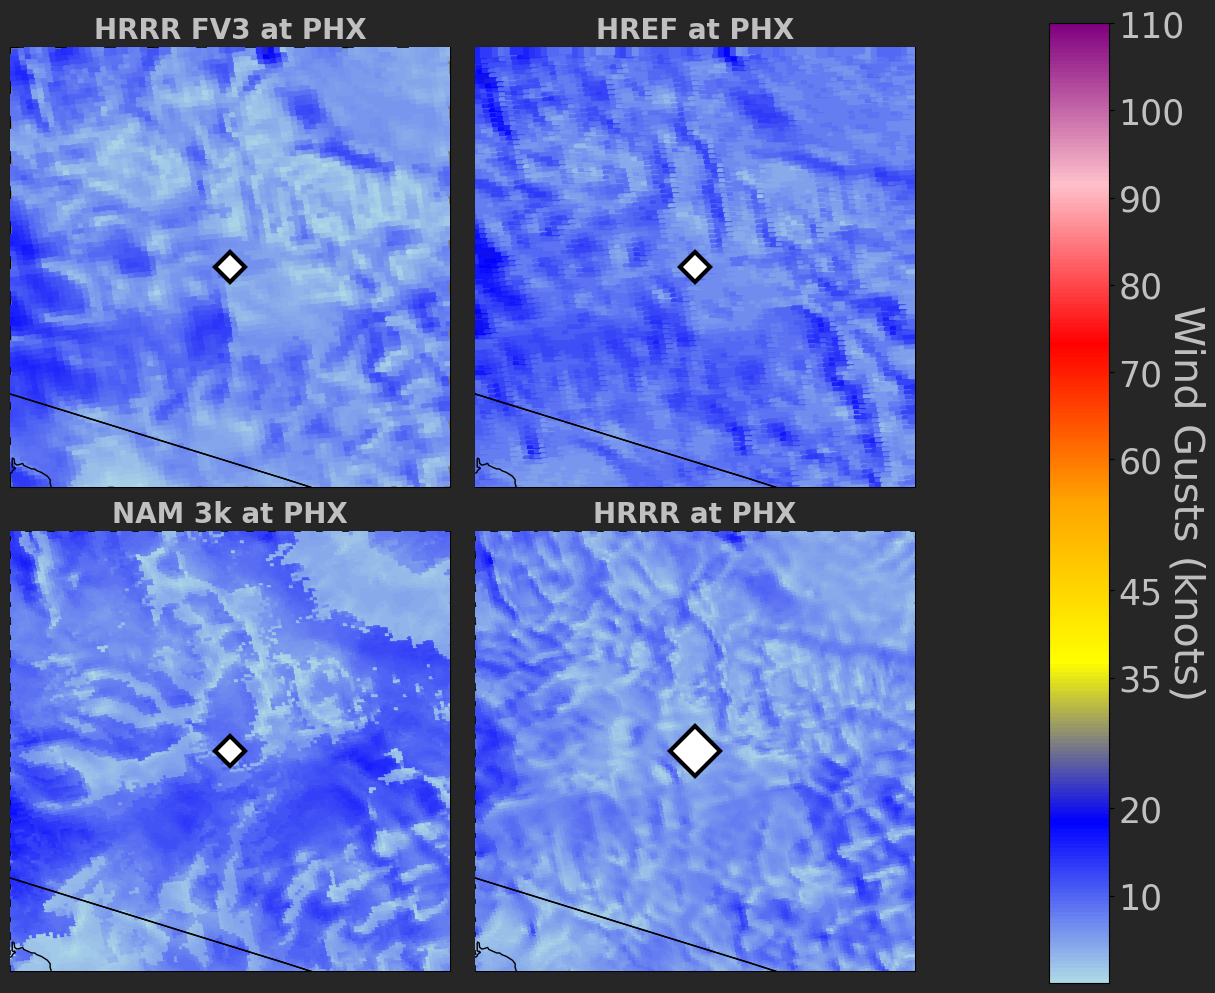 HRRR FV3 at PHX
HREF at PHX
NAM 3k at PHX
HRRR at PHX
110
100
90
80
70
60
45
35
20
10
Wind Gusts (knots)